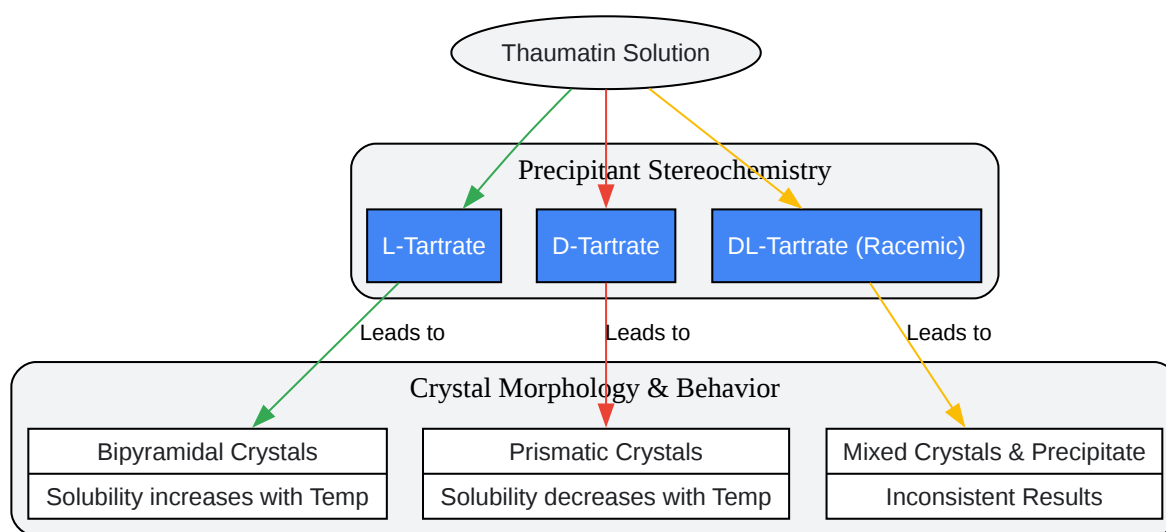 Thaumatin Solution
Precipitant Stereochemistry
L-Tartrate
D-Tartrate
DL-Tartrate (Racemic)
Leads to
Leads to
Leads to
Crystal Morphology & Behavior
Bipyramidal Crystals
Solubility increases with Temp
Prismatic Crystals
Solubility decreases with Temp
Mixed Crystals & Precipitate
Inconsistent Results